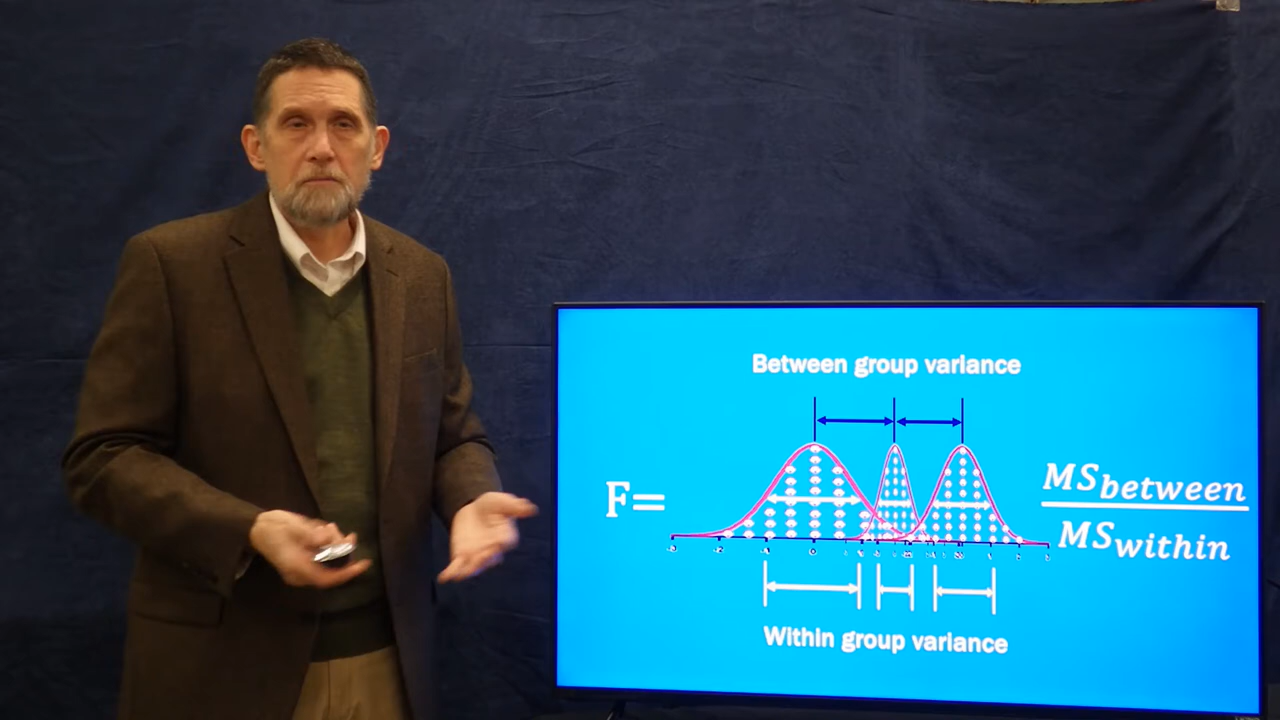 Between group variance
F=
MSbetween
MSwithin
Within group variance